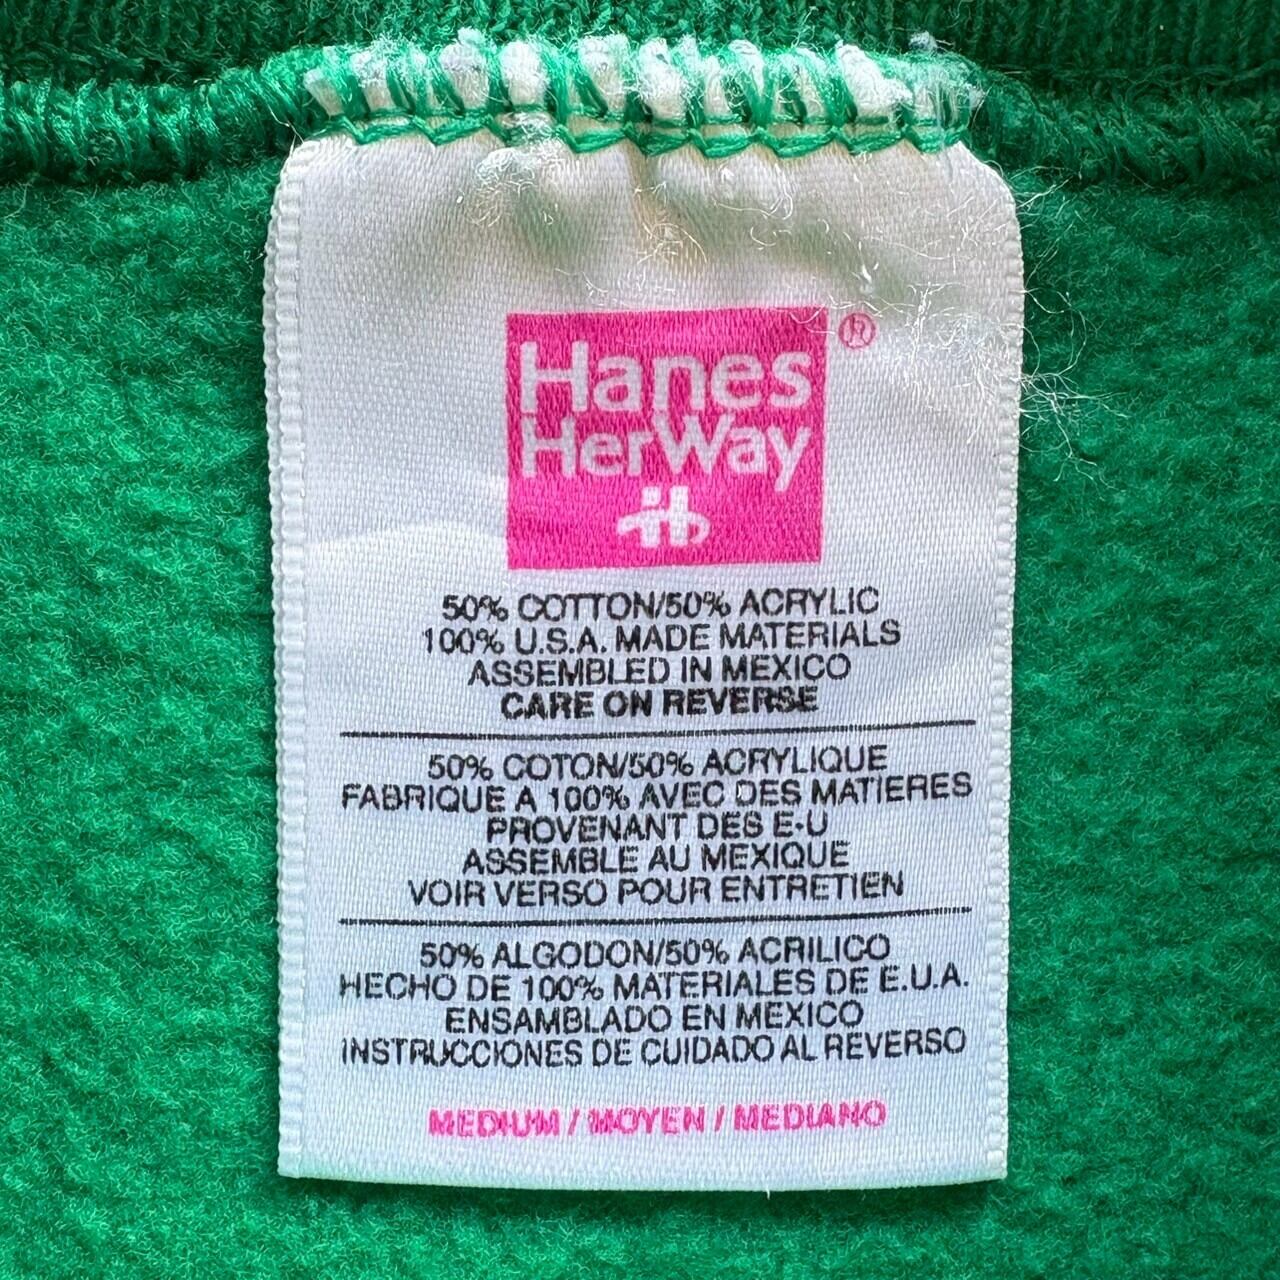 Hanes
HerWay
®
50% COTTON/50% ACRYLIC
100% U.S.A. MADE MATERIALS
ASSEMBLED IN MEXICO
CARE ON REVERSE
50% COTON/50% ACRYLIQUE
FABRIQUE A 100% AVEC DES MATIERES
PROVENANT DES E-U
ASSEMBLE AU MEXIQUE
VOIR VERSO POUR ENTRETIEN
50% ALGODON/50% ACRILICO
HECHO DE 100% MATERIALES DE E.U.A.
ENSAMBLADO EN MEXICO
INSTRUCCIONES DE CUIDADO AL REVERSO
MEDIUM / MOYEN / MEDIANO